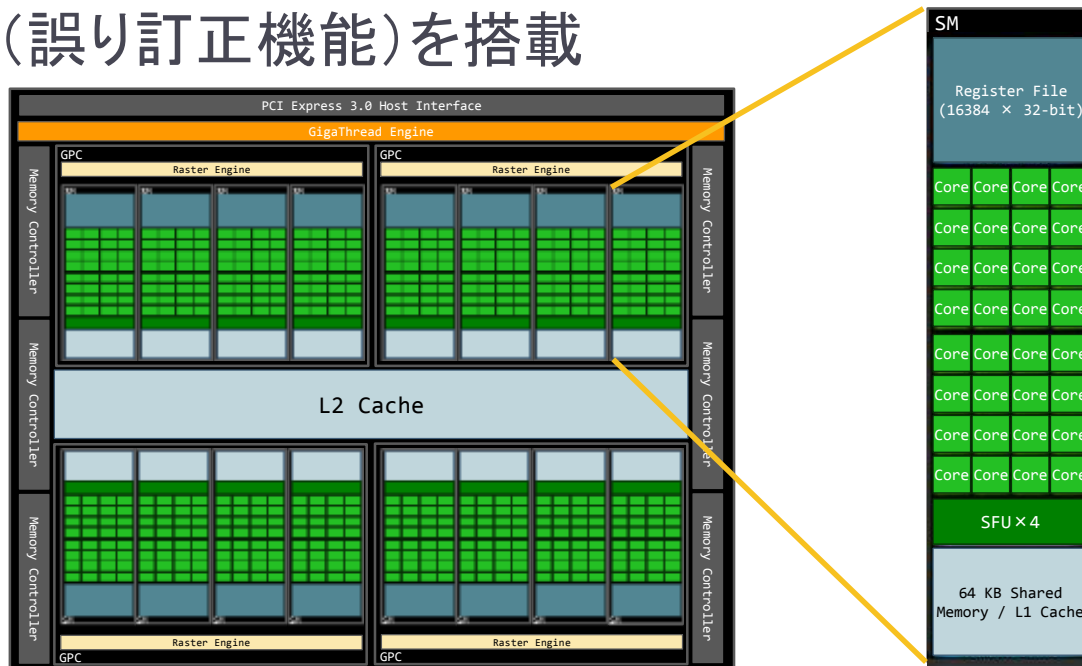 (誤り訂正機能)を搭載
PCI Express 3.0 Host Interface
GigaThread Engine
Memory Controller
Memory Controller
Memory Controller
GPC
Raster Engine
GPC
Raster Engine
L2 Cache
Raster Engine
GPC
Raster Engine
GPC
Memory Controller
Memory Controller
Memory Controller
SM
Register File
(16384 × 32-bit)
Core Core Core Core
Core Core Core Core
Core Core Core Core
Core Core Core Core
Core Core Core Core
Core Core Core Core
Core Core Core Core
Core Core Core Core
SFU×4
64 KB Shared
Memory / L1 Cache